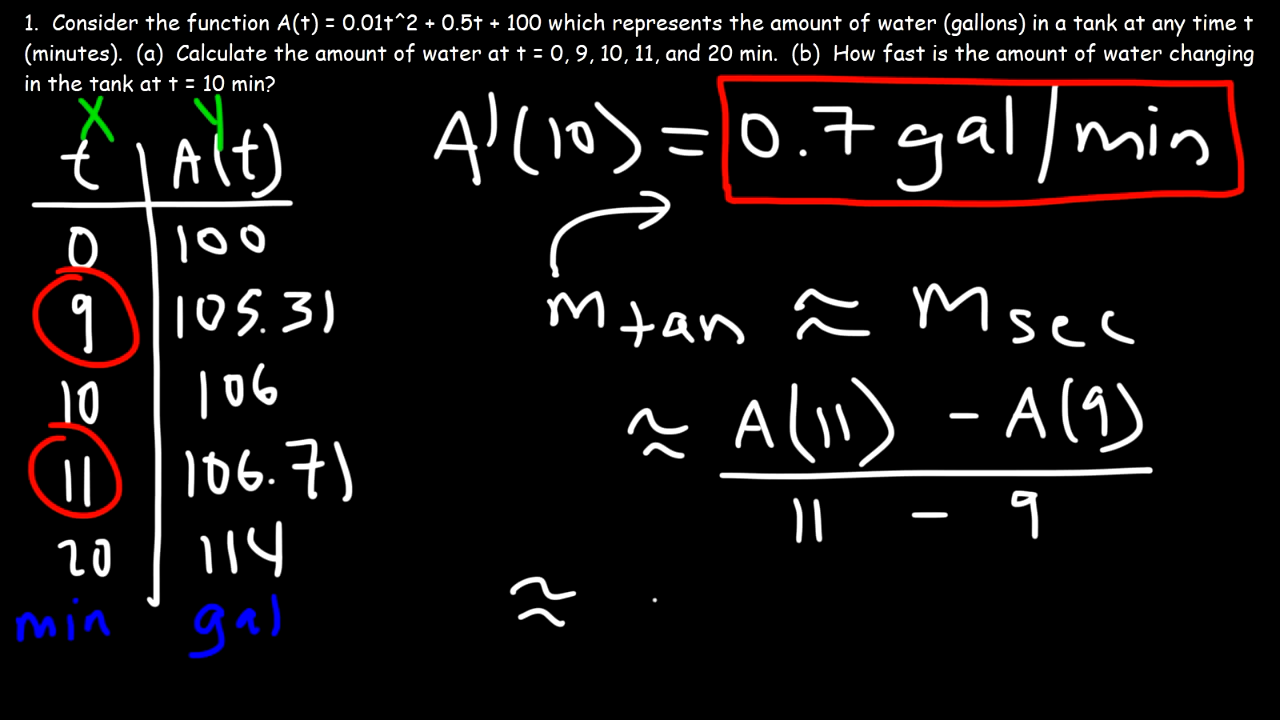 1. Consider the function A(t) = 0.01t^2 + 0.5t + 100 which represents the amount of water (gallons) in a tank at any time t
(minutes). (a) Calculate the amount of water at t = 0, 9, 10, 11, and 20 min. (b) How fast is the amount of water changing
in the tank at t = 10 min?
X Y
t A(t)
0 100
9 105.31
10 106
11 106.71
20 114
min gal
A'(10) = 0.7 gal/min
m tan ≈ m sec
≈ A(11) - A(9)
11 - 9
≈